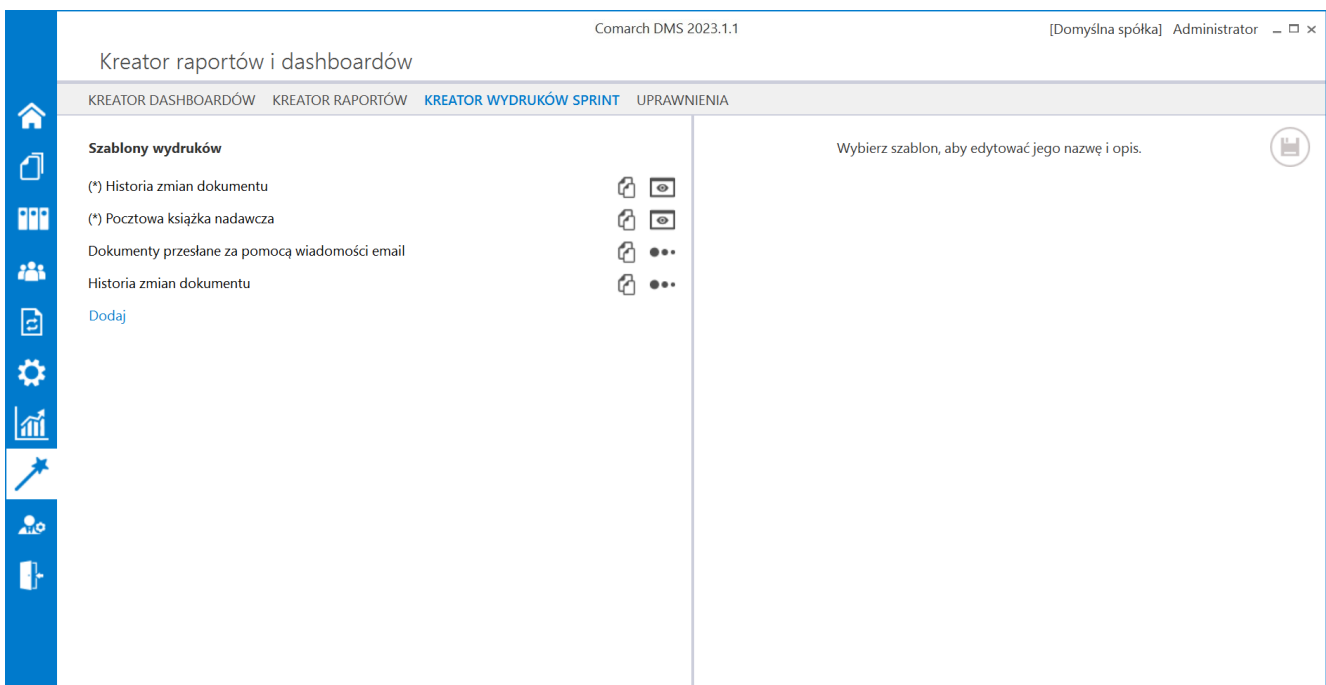 Comarch DMS 2023.1.1
[Domyślna spółka] Administrator
Kreator raportów i dashboardów
KREATOR DASHBOARDÓW KREATOR RAPORTÓW KREATOR WYDRUKÓW SPRINT UPRAWNIENIA
Szablony wydruków
(*) Historia zmian dokumentu
(*) Pocztowa książka nadawcza
Dokumenty przesłane za pomocą wiadomości email
Historia zmian dokumentu
Dodaj
Wybierz szablon, aby edytować jego nazwę i opis.